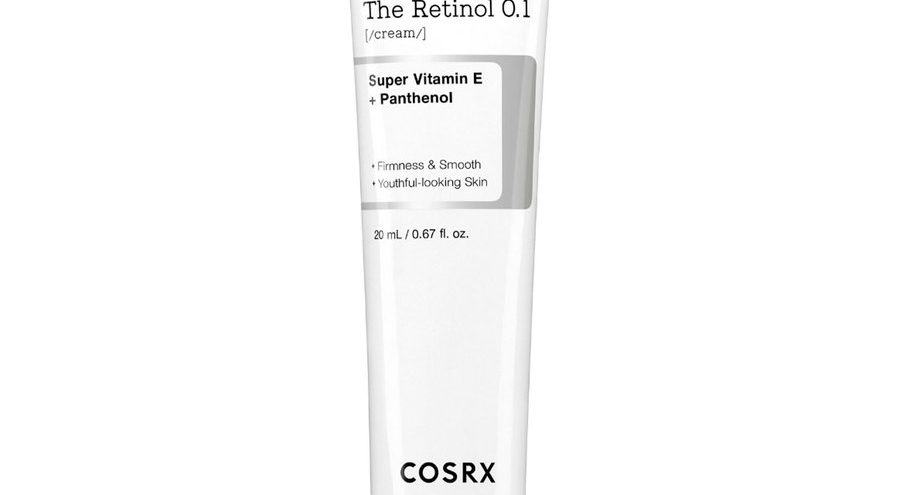 The Retinol 0.1
[/cream/]
Super Vitamin E
+ Panthenol
• Firmness & Smooth
• Youthful-looking Skin
20 mL / 0.67 fl. oz.
COSRX